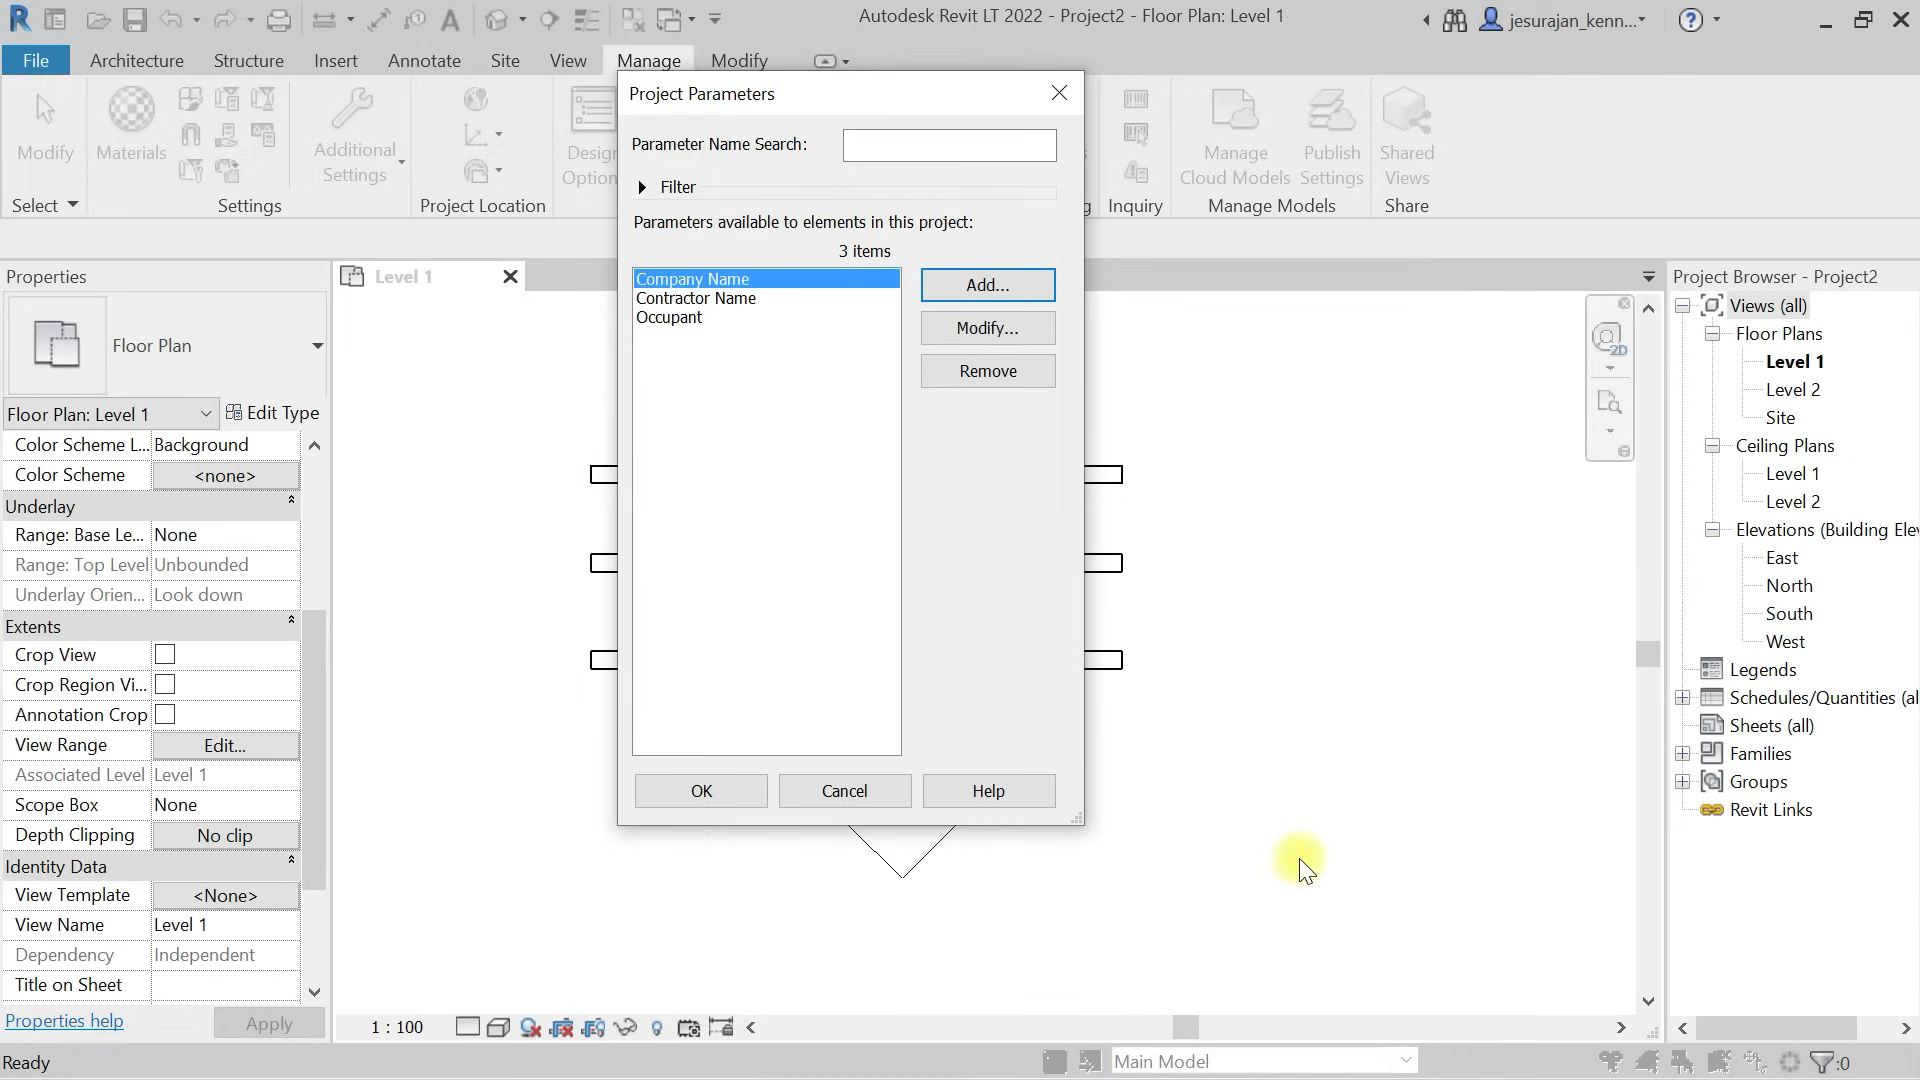 Autodesk Revit LT 2022 - Project2 - Floor Plan: Level 1
jesurajan_kenn...
File
Architecture
Structure
Insert
Annotate
Site
View
Manage
Modify
Modify
Materials
Additional
Settings
Design
Option
Manage
Cloud Models
Publish
Settings
Shared
Views
Select
Settings
Project Location
g
Inquiry
Manage Models
Share
Project Parameters
Parameter Name Search:
Filter
Parameters available to elements in this project:
3 items
Company Name
Contractor Name
Occupant
Add...
Modify...
Remove
OK
Cancel
Help
Properties
Floor Plan
Floor Plan: Level 1
Edit Type
Color Scheme L... Background
Color Scheme <none>
Underlay
Range: Base Le... None
Range: Top Level Unbounded
Underlay Orien... Look down
Extents
Crop View
Crop Region Vi...
Annotation Crop
View Range Edit...
Associated Level Level 1
Scope Box None
Depth Clipping No clip
Identity Data
View Template <None>
View Name Level 1
Dependency Independent
Title on Sheet
Properties help
Apply
Level 1
2D
1 : 100
Project Browser - Project2
Views (all)
Floor Plans
Level 1
Level 2
Site
Ceiling Plans
Level 1
Level 2
Elevations (Building Ele
East
North
South
West
Legends
Schedules/Quantities (al
Sheets (all)
Families
Groups
Revit Links
Ready
Main Model
:0